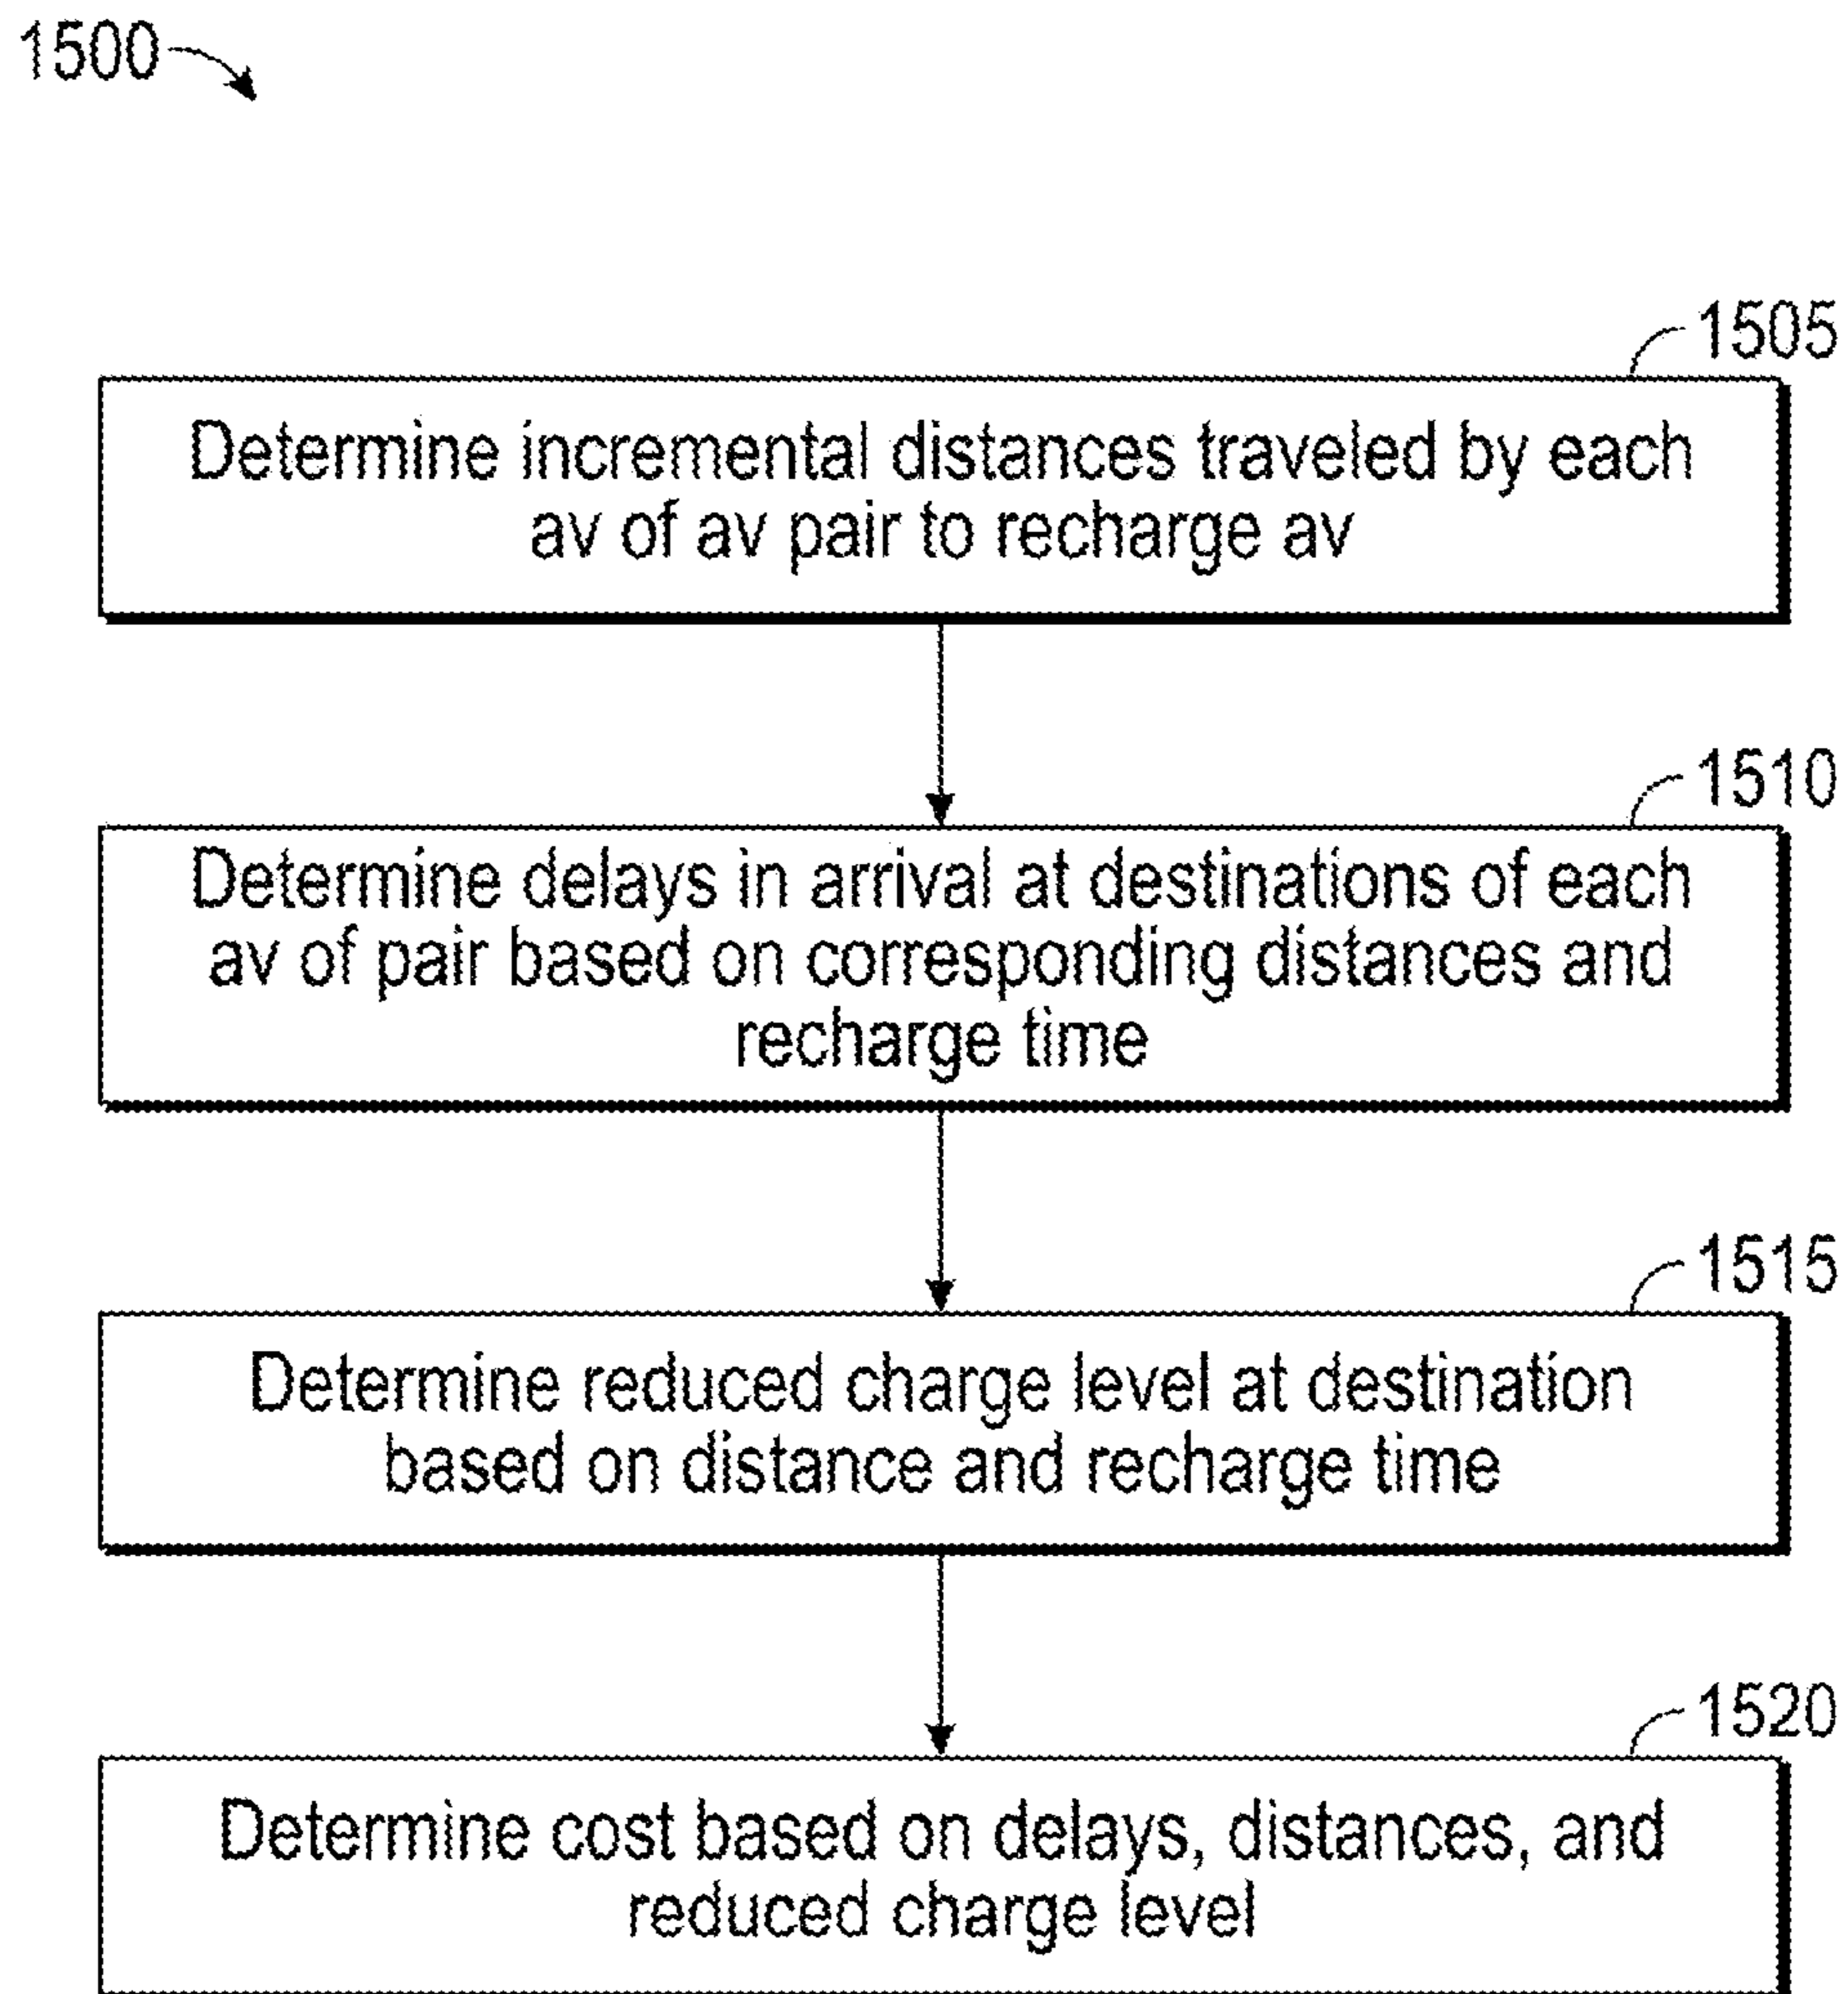 1500
1505
Determine incremental distances traveled by each
av of av pair to recharge av
1510
Determine delays in arrival at destinations of each
av of pair based on corresponding distances and
recharge time
1515
Determine reduced charge level at destination
based on distance and recharge time
1520
Determine cost based on delays, distances, and
reduced charge level